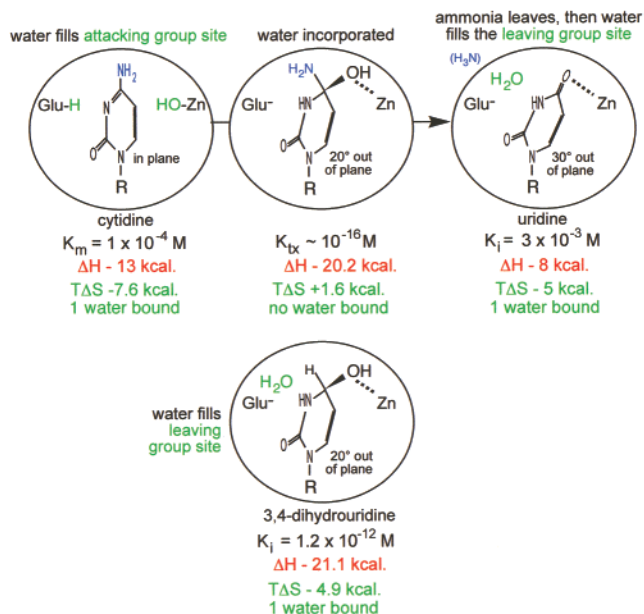 water fills attacking group site
water incorporated
ammonia leaves, then water
fills the leaving group site
NH₂
Glu-H
HO-Zn
N
O
N
in plane
R
H₂N
OH
Glu⁻
HN
Zn
O
N
20° out
of plane
R
(H₃N)
H₂O
O
Glu⁻
HN
Zn
O
N
30° out
of plane
R
cytidine
Kₘ = 1 x 10⁻⁴ M
ΔH - 13 kcal.
TΔS -7.6 kcal.
1 water bound
Kₜₓ ~ 10⁻¹⁶M
ΔH - 20.2 kcal.
TΔS +1.6 kcal.
no water bound
uridine
Kᵢ = 3 x 10⁻³ M
ΔH - 8 kcal.
TΔS - 5 kcal.
1 water bound
water fills
leaving
group site
H
OH
H₂O
Glu⁻
HN
Zn
O
N
20° out
of plane
R
3,4-dihydrouridine
Kᵢ = 1.2 x 10⁻¹² M
ΔH - 21.1 kcal.
TΔS - 4.9 kcal.
1 water bound